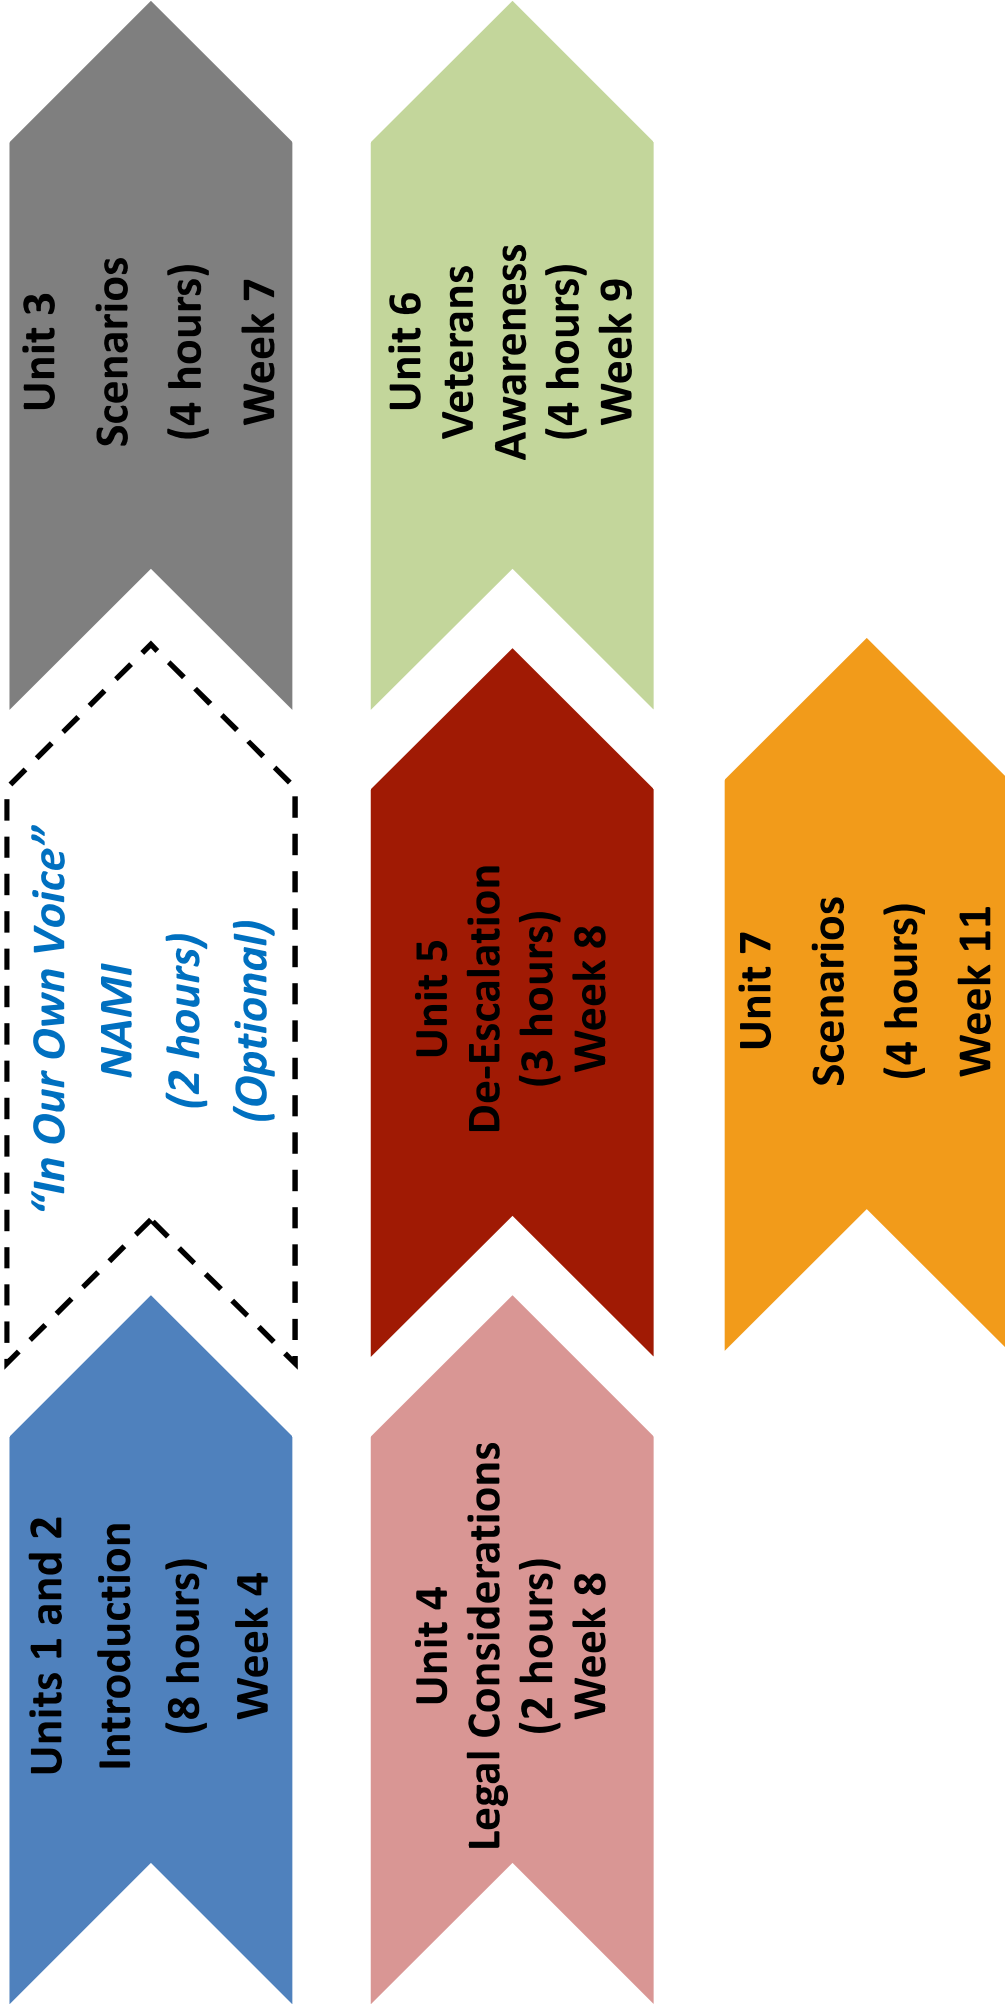 Units 1 and 2
Introduction
(8 hours)
Week 4
“In Our Own Voice”
NAMI
(2 hours)
(Optional)
Unit 3
Scenarios
(4 hours)
Week 7
Unit 4
Legal Considerations
(2 hours)
Week 8
Unit 5
De-Escalation
(3 hours)
Week 8
Unit 6
Veterans
Awareness
(4 hours)
Week 9
Unit 7
Scenarios
(4 hours)
Week 11